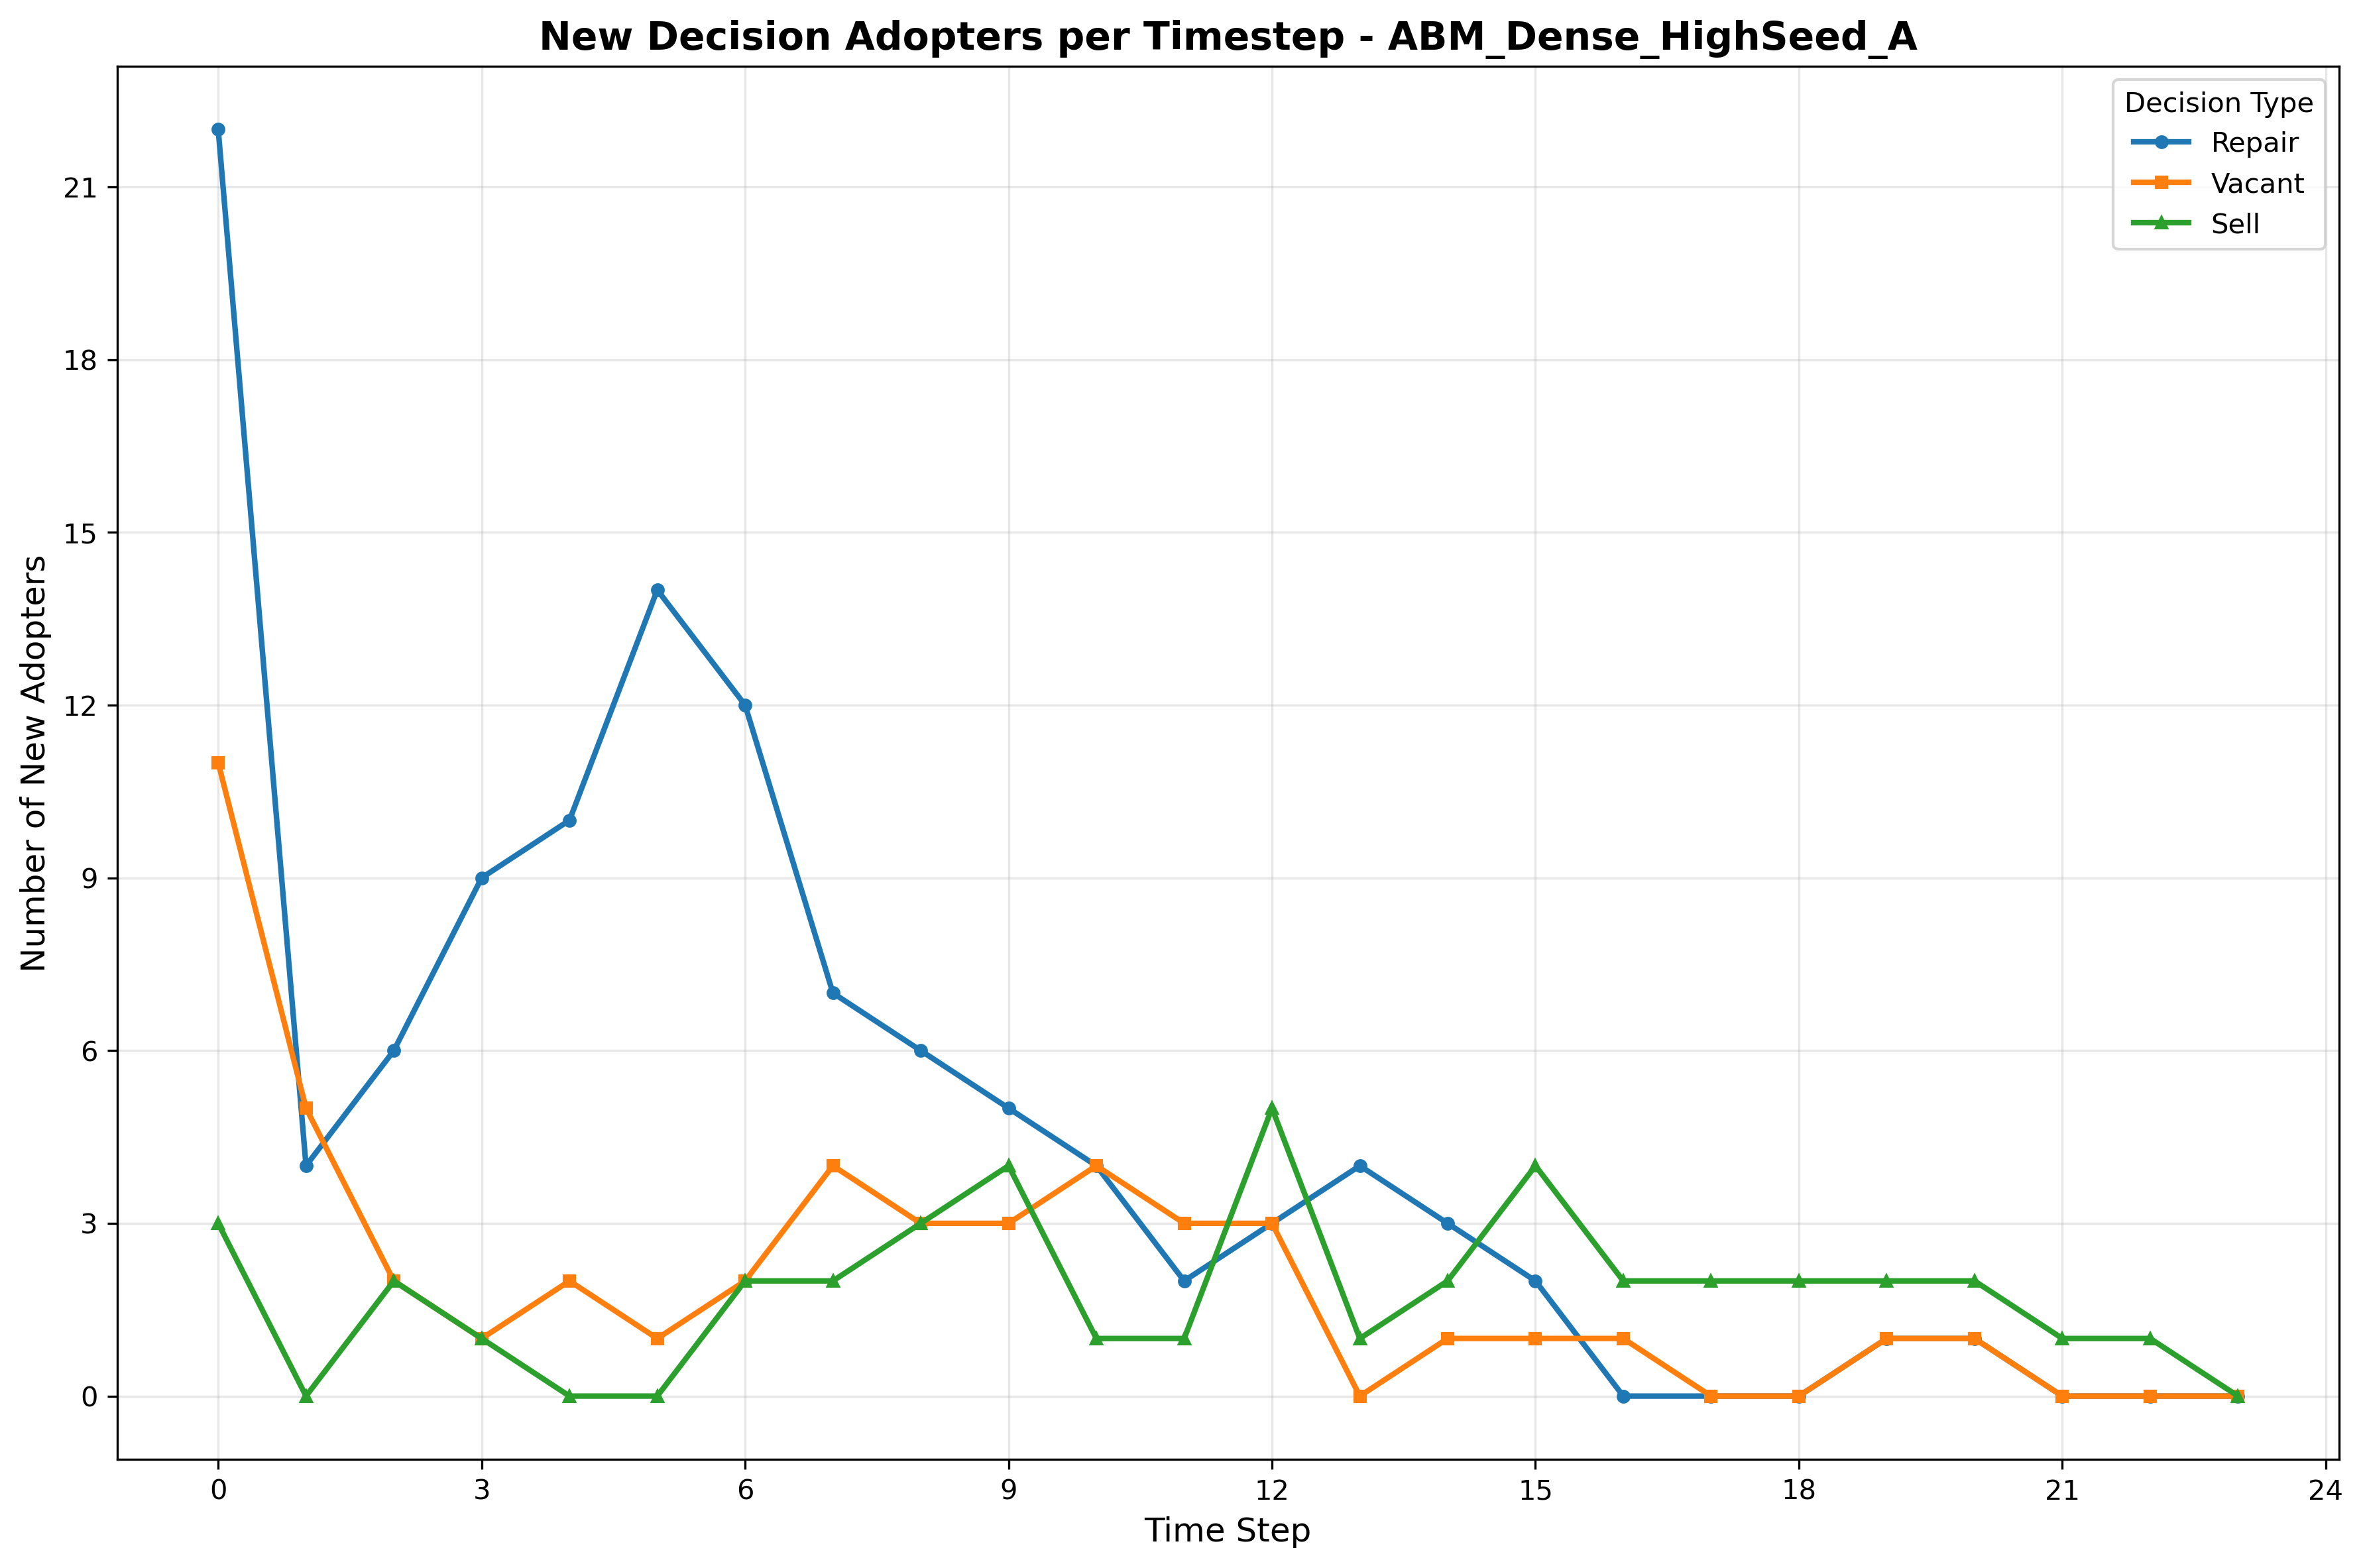 New Decision Adopters per Timestep - ABM_Dense_HighSeed_A
Decision Type
Repair
Vacant
Sell
Number of New Adopters
21
18
15
12
9
6
3
0
0 3 6 9 12 15 18 21 24
Time Step